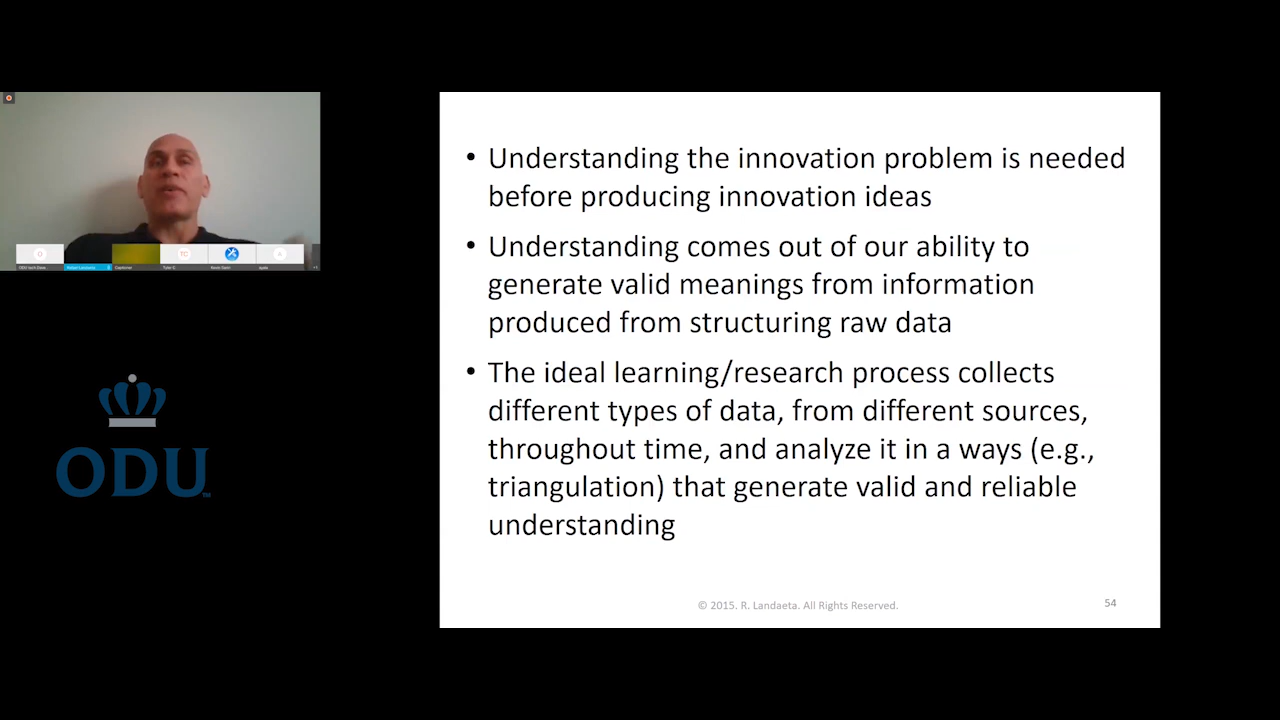 • Understanding the innovation problem is needed
before producing innovation ideas
• Understanding comes out of our ability to
generate valid meanings from information
produced from structuring raw data
• The ideal learning/research process collects
different types of data, from different sources,
throughout time, and analyze it in a ways (e.g.,
triangulation) that generate valid and reliable
understanding
© 2015. R. Landaeta. All Rights Reserved.
54
TC
ODU™